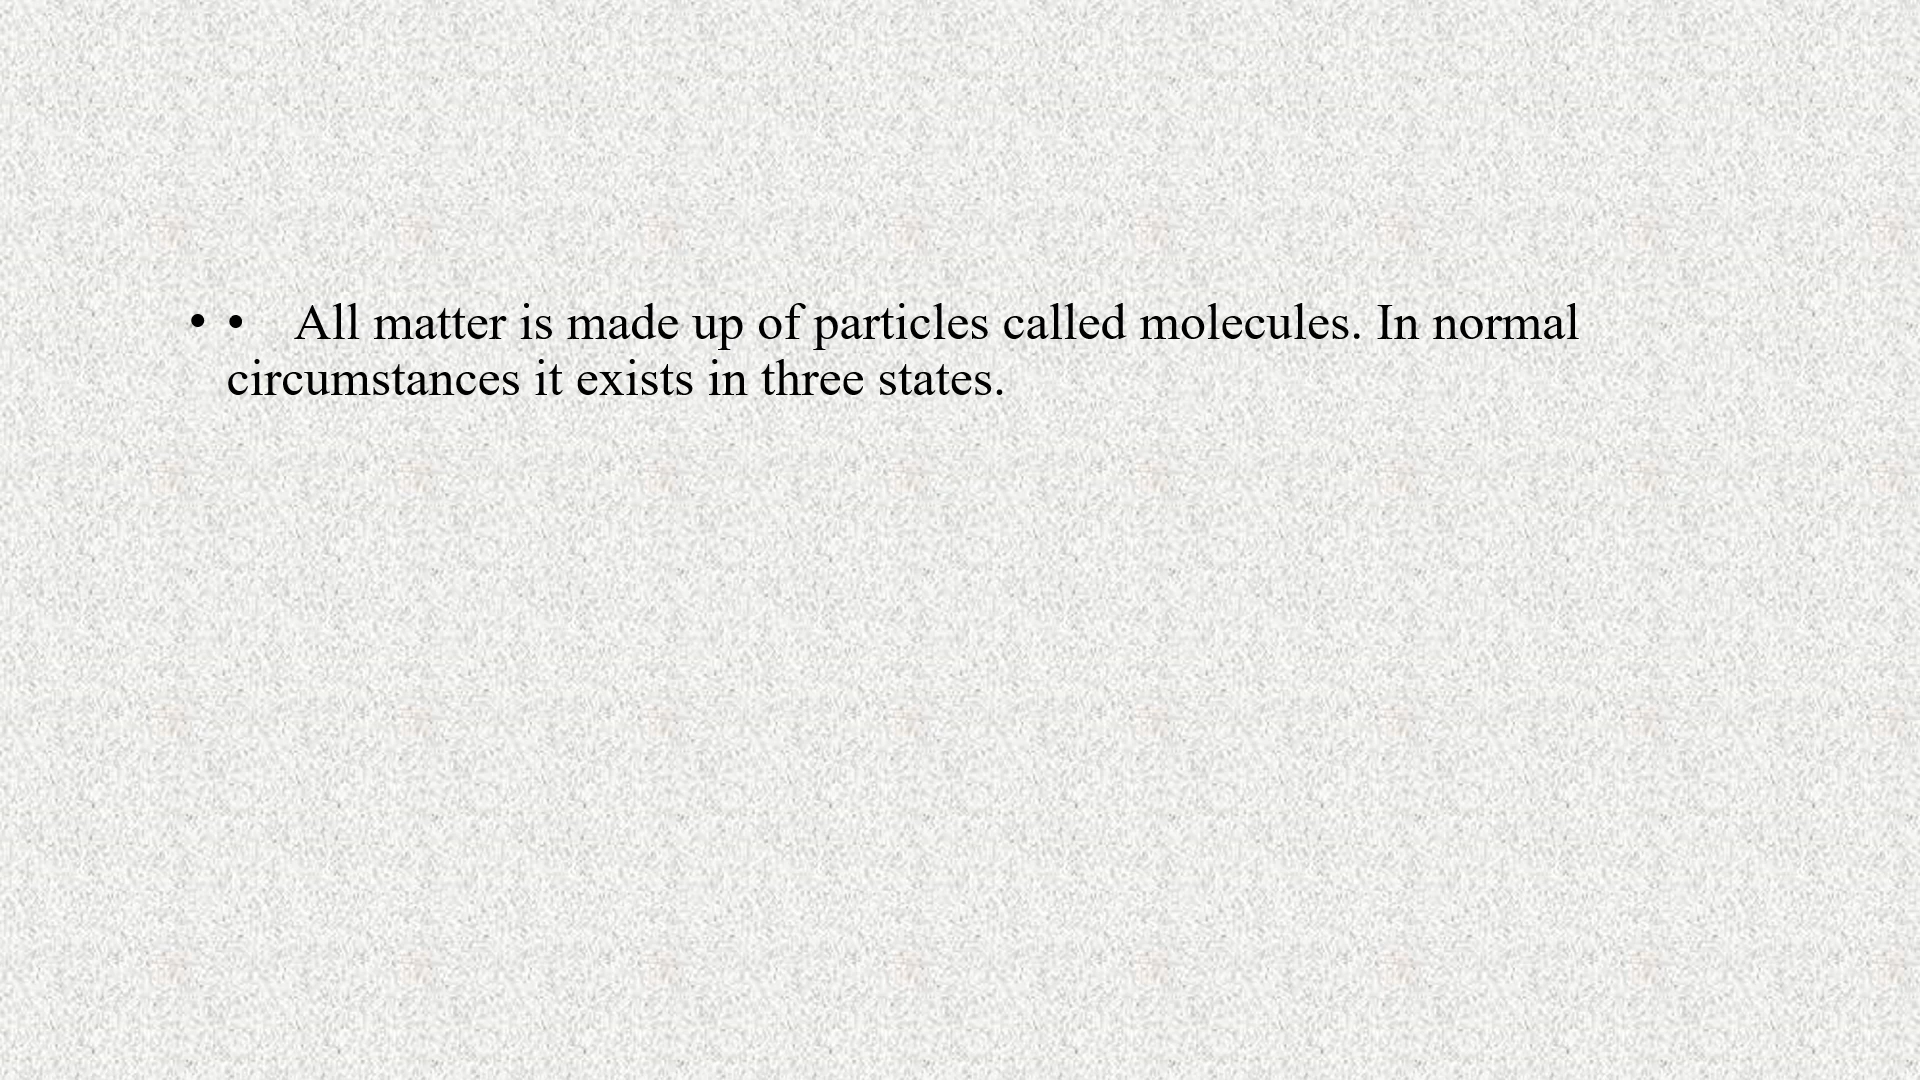 • • All matter is made up of particles called molecules. In normal
circumstances it exists in three states.